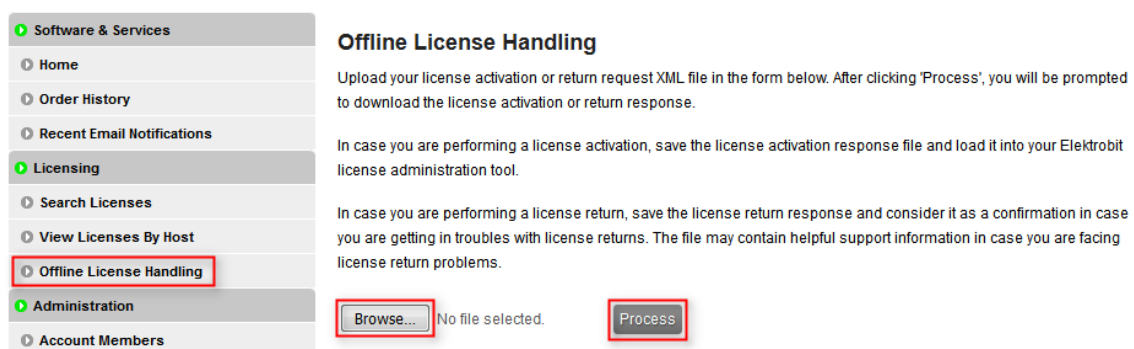 Software & Services
Home
Order History
Recent Email Notifications
Licensing
Search Licenses
View Licenses By Host
Offline License Handling
Administration
Account Members
Offline License Handling
Upload your license activation or return request XML file in the form below. After clicking 'Process', you will be prompted
to download the license activation or return response.
In case you are performing a license activation, save the license activation response file and load it into your Elektrobit
license administration tool.
In case you are performing a license return, save the license return response and consider it as a confirmation in case
you are getting in troubles with license returns. The file may contain helpful support information in case you are facing
license return problems.
Browse... No file selected. Process